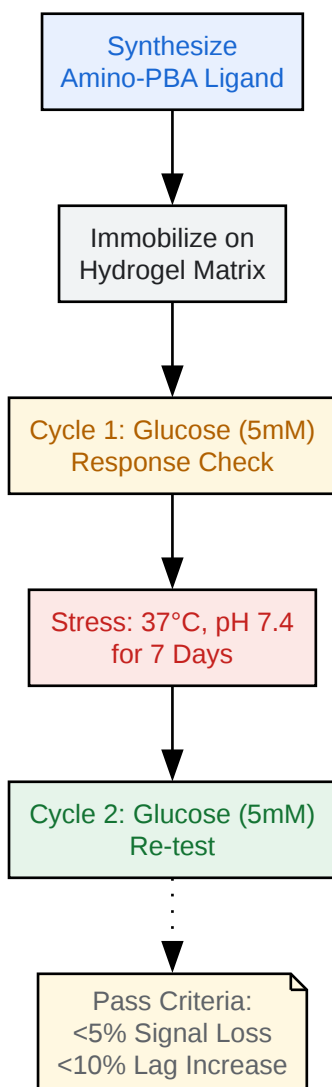 Synthesize
Amino-PBA Ligand
Immobilize on
Hydrogel Matrix
Cycle 1: Glucose (5mM)
Response Check
Stress: 37°C, pH 7.4
for 7 Days
Cycle 2: Glucose (5mM)
Re-test
Pass Criteria:
<5% Signal Loss
<10% Lag Increase